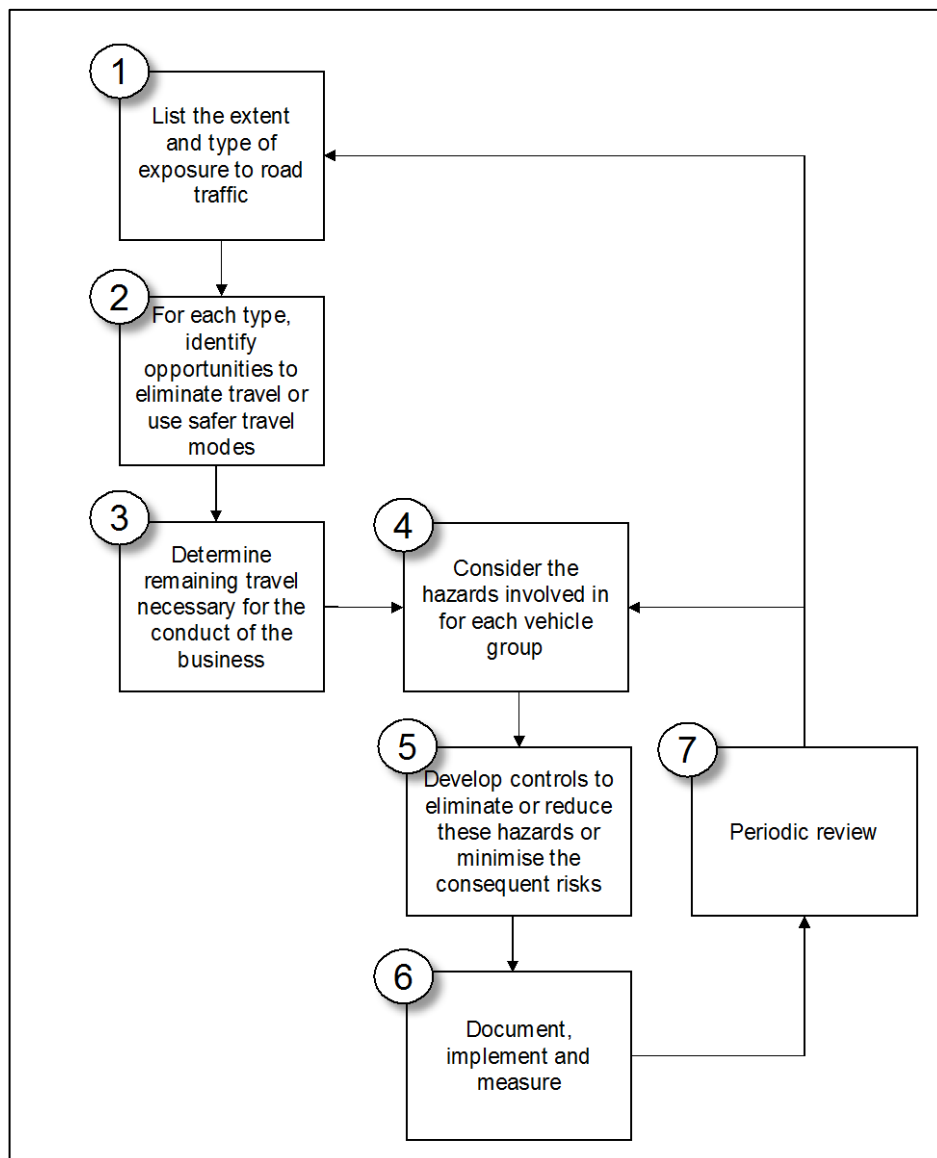 1
List the extent
and type of
exposure to road
traffic
2
For each type,
identify
opportunities to
eliminate travel or
use safer travel
modes
3
Determine
remaining travel
necessary for the
conduct of the
business
4
Consider the
hazards involved in
for each vehicle
group
5
Develop controls to
eliminate or reduce
these hazards or
minimise the
consequent risks
6
Document,
implement and
measure
7
Periodic review